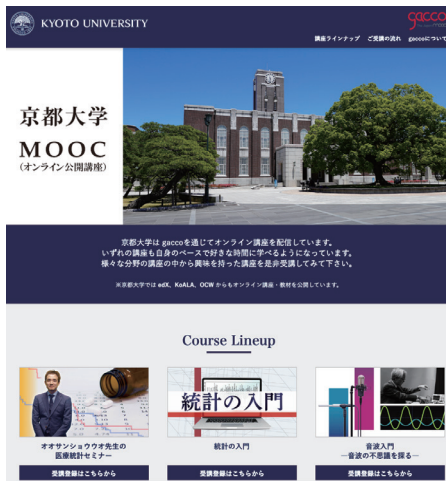 KYOTO UNIVERSITY
gacco
講座ラインナップ ご受講の流れ gaccoについて
京都大学
MOOC
(オンライン公開講座)
京都大学は gaccoを通じてオンライン講座を配信しています。
いずれの講座も自身のペースで好きな時間に学べるようになっています。
様々な分野の講座の中から興味を持った講座を是非受講してみて下さい。
※京都大学では edX、KoALA、OCW からもオンライン講座・教材を公開しています。
Course Lineup
統計の入門
オオサンショウウオ先生の
医療統計セミナー
統計の入門
音波入門
―音波の不思議を探る―
受講登録はこちらから
受講登録はこちらから
受講登録はこちらから